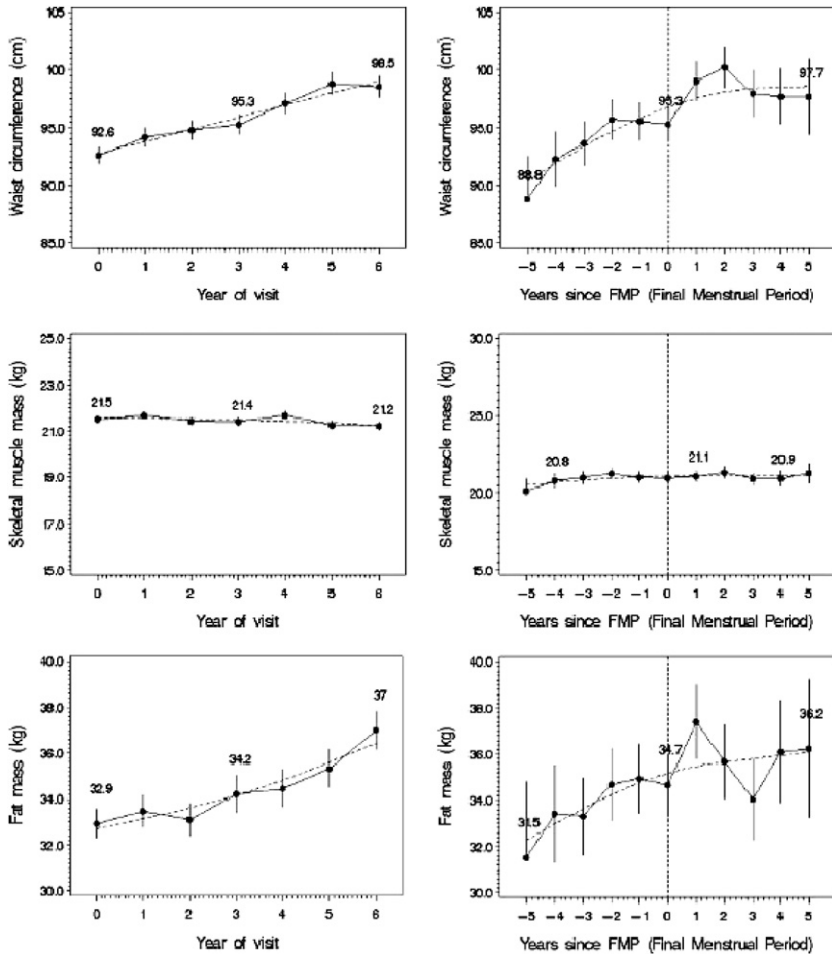 Waist circumference (cm)
105
100
95.0
90.0
85.0
92.6
95.3
98.5
0 1 2 3 4 5 6
Year of visit
Waist circumference (cm)
105
100
95.0
90.0
85.0
88.8
95.3
97.7
−5 −4 −3 −2 −1 0 1 2 3 4 5
Years since FMP (Final Menstrual Period)
Skeletal muscle mass (kg)
25.0
23.0
21.0
19.0
17.0
15.0
21.5
21.4
21.2
0 1 2 3 4 5 6
Year of visit
Skeletal muscle mass (kg)
30.0
25.0
20.0
15.0
20.8
21.1
20.9
−5 −4 −3 −2 −1 0 1 2 3 4 5
Years since FMP (Final Menstrual Period)
Fat mass (kg)
40.0
38.0
36.0
34.0
32.0
30.0
32.9
34.2
37
0 1 2 3 4 5 6
Year of visit
Fat mass (kg)
40.0
38.0
36.0
34.0
32.0
30.0
31.5
34.7
36.2
−5 −4 −3 −2 −1 0 1 2 3 4 5
Years since FMP (Final Menstrual Period)